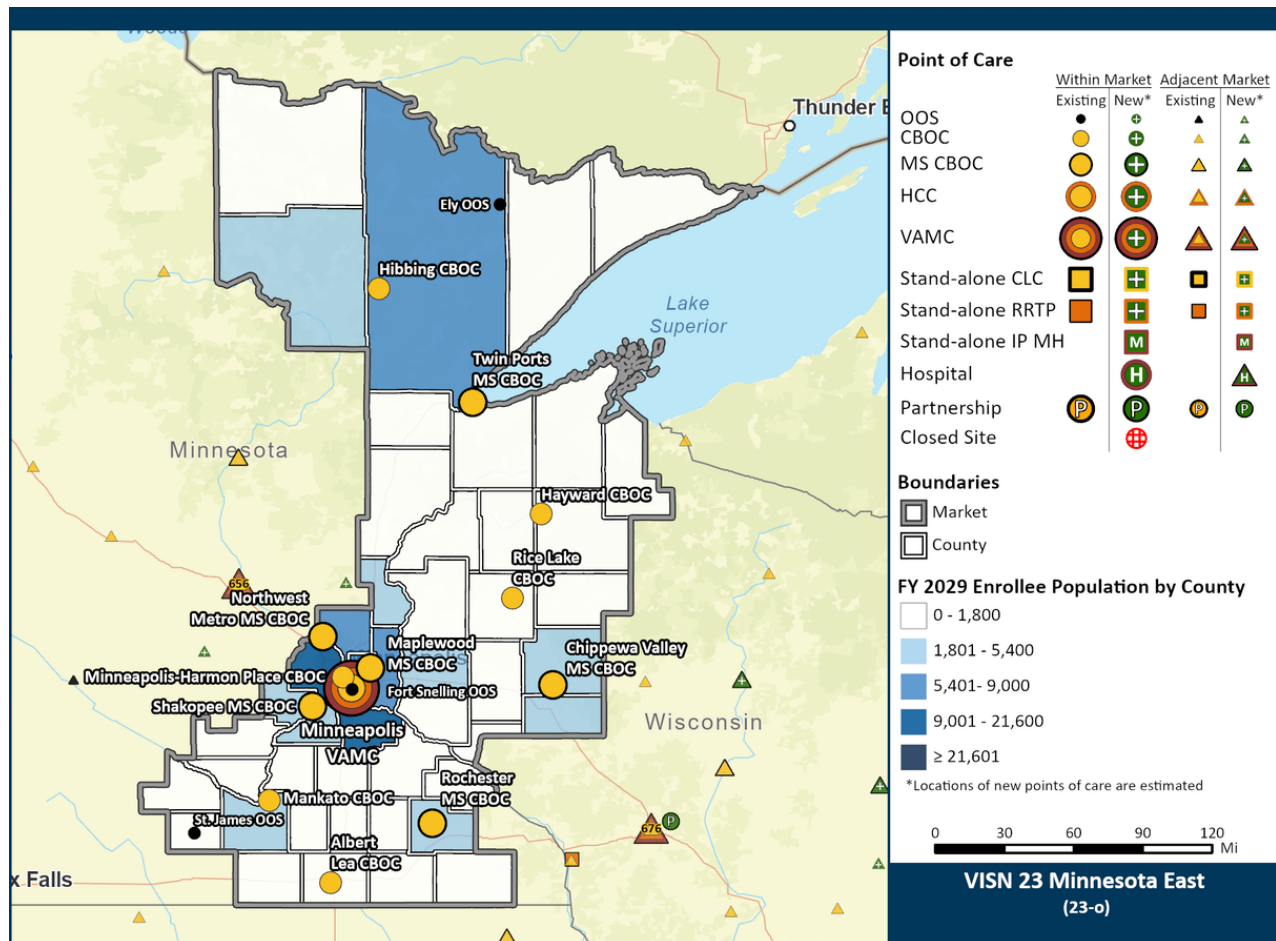 Woods
Thunder B
Ely OOS
Hibbing CBOC
Lake
Superior
Twin Ports
MS CBOC
Minnesota
Hayward CBOC
Rice Lake
CBOC
656
Northwest
Metro MS CBOC
Maplewood
MS CBOC
Chippewa Valley
MS CBOC
Minneapolis-Harmon Place CBOC
Fort Snelling OOS
Shakopee MS CBOC
Wisconsin
Minneapolis
VAMC
Rochester
MS CBOC
Mankato CBOC
St.James OOS
Albert
Lea CBOC
676
P
x Falls
Point of Care
Within Market Adjacent Market
Existing New* Existing New*
OOS
CBOC
MS CBOC
HCC
VAMC
Stand-alone CLC
Stand-alone RRTP
Stand-alone IP MH M M
Hospital H H
Partnership P P P P
Closed Site
Boundaries
Market
County
FY 2029 Enrollee Population by County
0 - 1,800
1,801 - 5,400
5,401- 9,000
9,001 - 21,600
≥ 21,601
*Locations of new points of care are estimated
0 30 60 90 120
Mi
VISN 23 Minnesota East
(23-o)